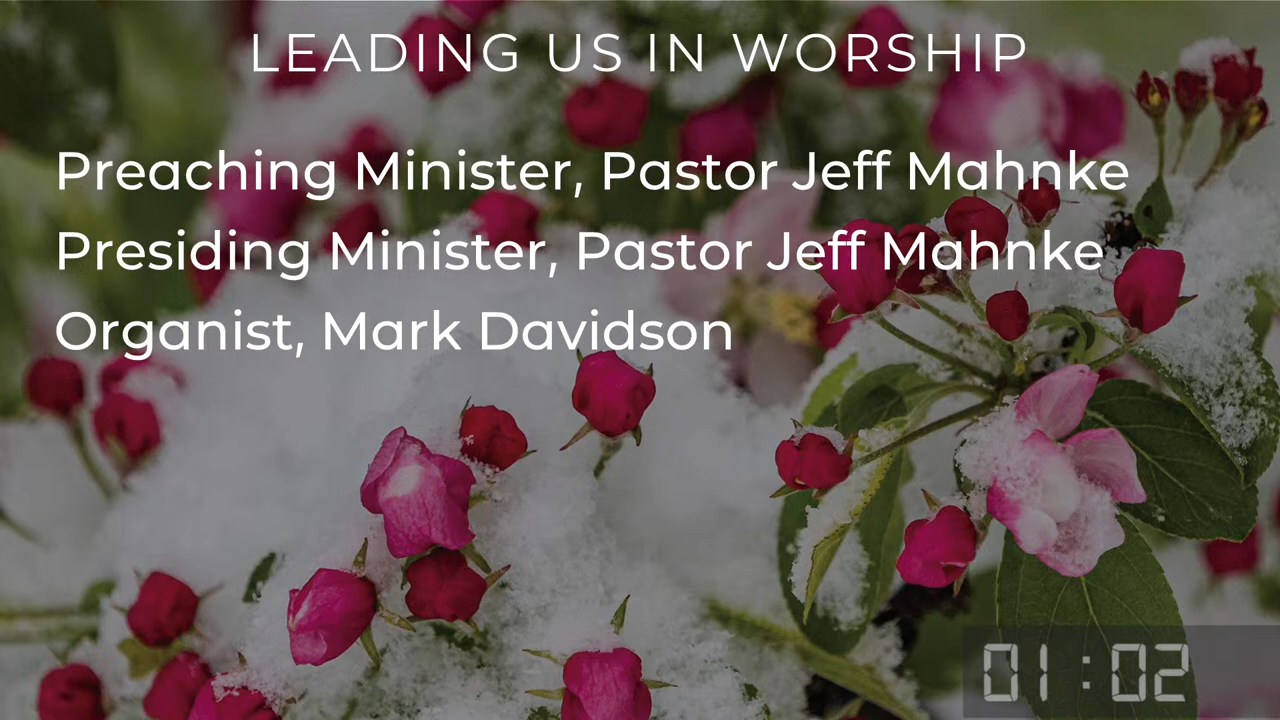 LEADING US IN WORSHIP
Preaching Minister, Pastor Jeff Mahnke
Presiding Minister, Pastor Jeff Mahnke
Organist, Mark Davidson
01:02